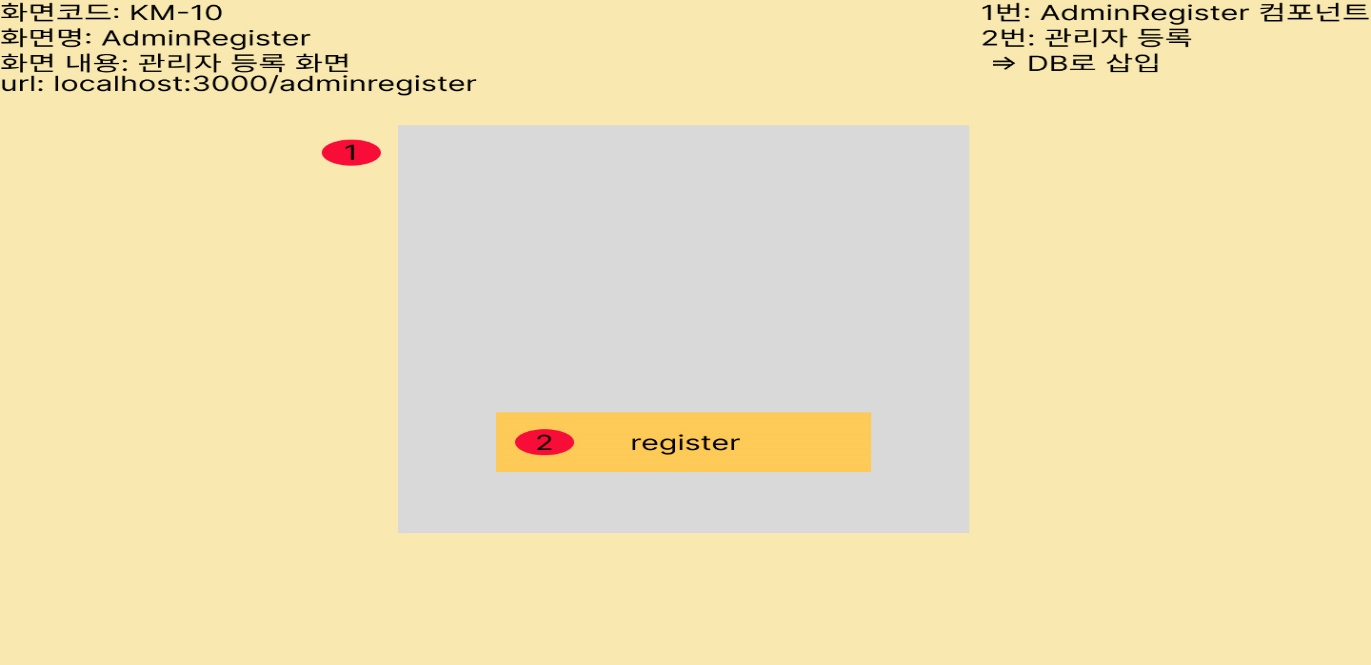 화면코드: KM-10
화면명: AdminRegister
화면 내용: 관리자 등록 화면
url: localhost:3000/adminregister
1번: AdminRegister 컴포넌트
2번: 관리자 등록
⇒ DB로 삽입
1
2 register